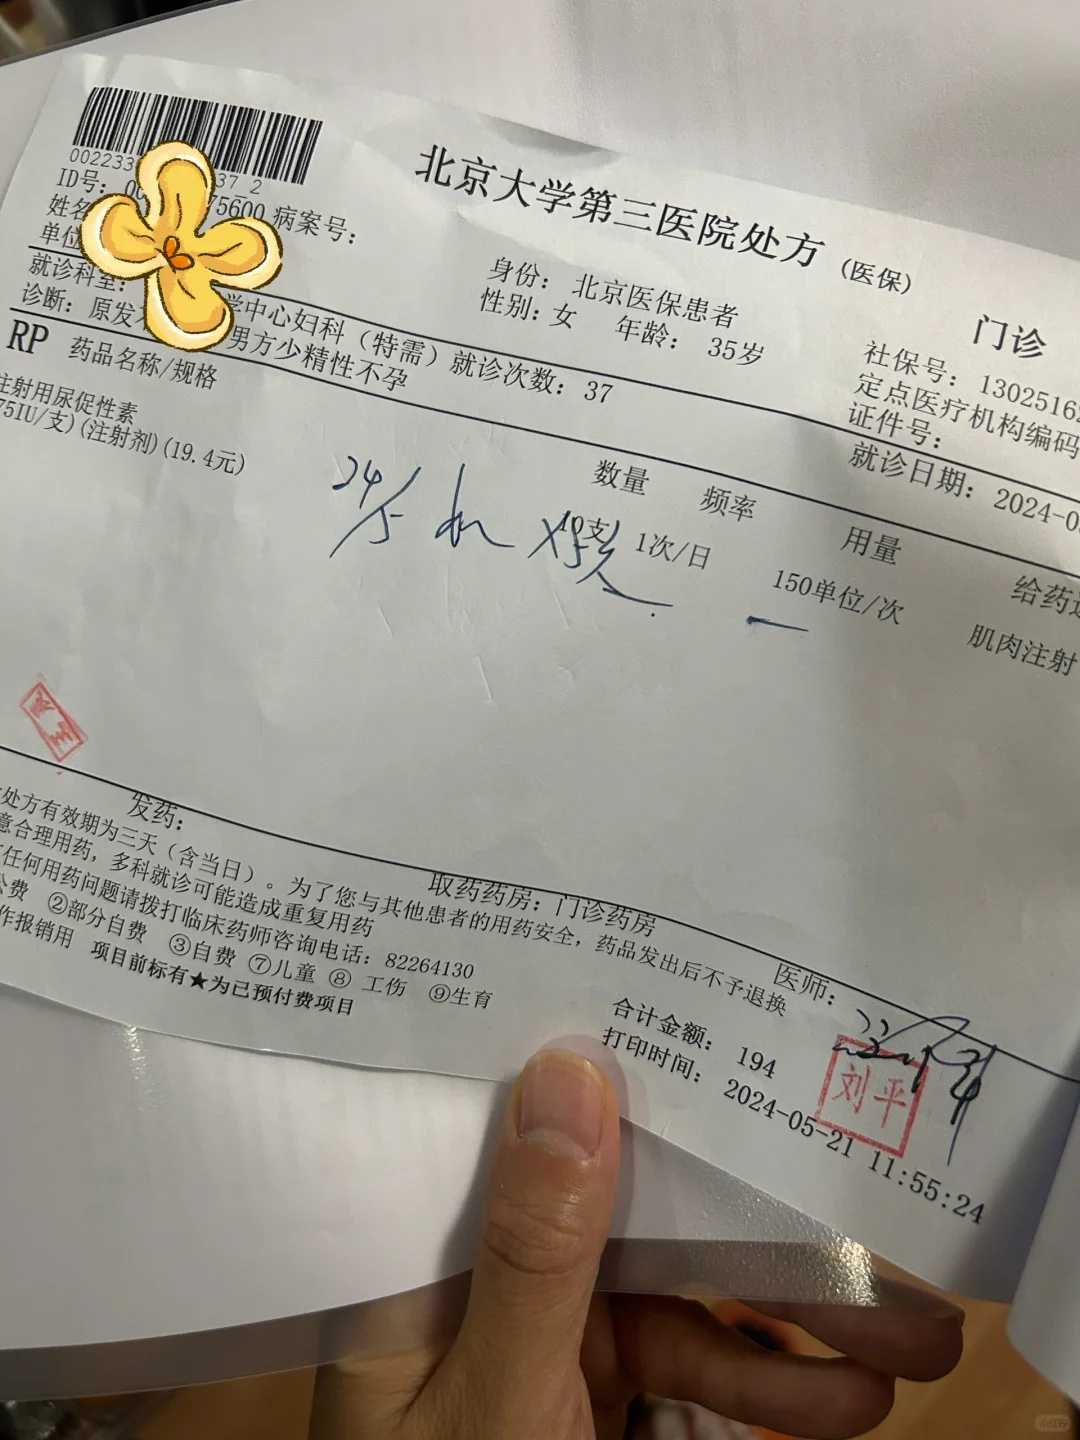 北京大学第三医院处方 (医保)
门诊
ID号:
75600 病案号:
身份: 北京医保患者
社保号: 1302516
单位
性别: 女 年龄: 35岁
定点医疗机构编码
证件号:
就诊科室:
学中心妇科 (特需) 就诊次数: 37
就诊日期: 2024-0
诊断: 原发
男方少精性不孕
RP 药品名称/规格 数量 频率 用量
注射用尿促性素
75IU/支) (注射剂) (19.4元)
10支 1次/日 150单位/次 肌肉注射
24/5
发药:
取药药房: 门诊药房
医师:
处方有效期为三天 (含当日) 。为了您与其他患者的用药安全, 药品发出后不予退换
意合理用药, 多科就诊可能造成重复用药
任何用药问题请拨打临床药师咨询电话: 82264130
公费 ②部分自费 ③自费 ⑦儿童 ⑧ 工伤 ⑨生育
作报销用 项目前标有★为已预付费项目
合计金额: 194
打印时间: 2024-05-21 11:55:24
刘平